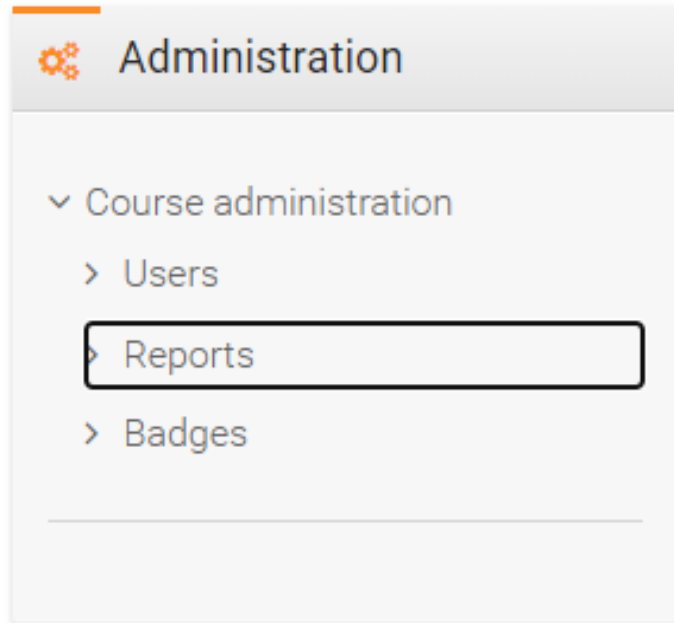 Administration
Course administration
Users
Reports
Badges